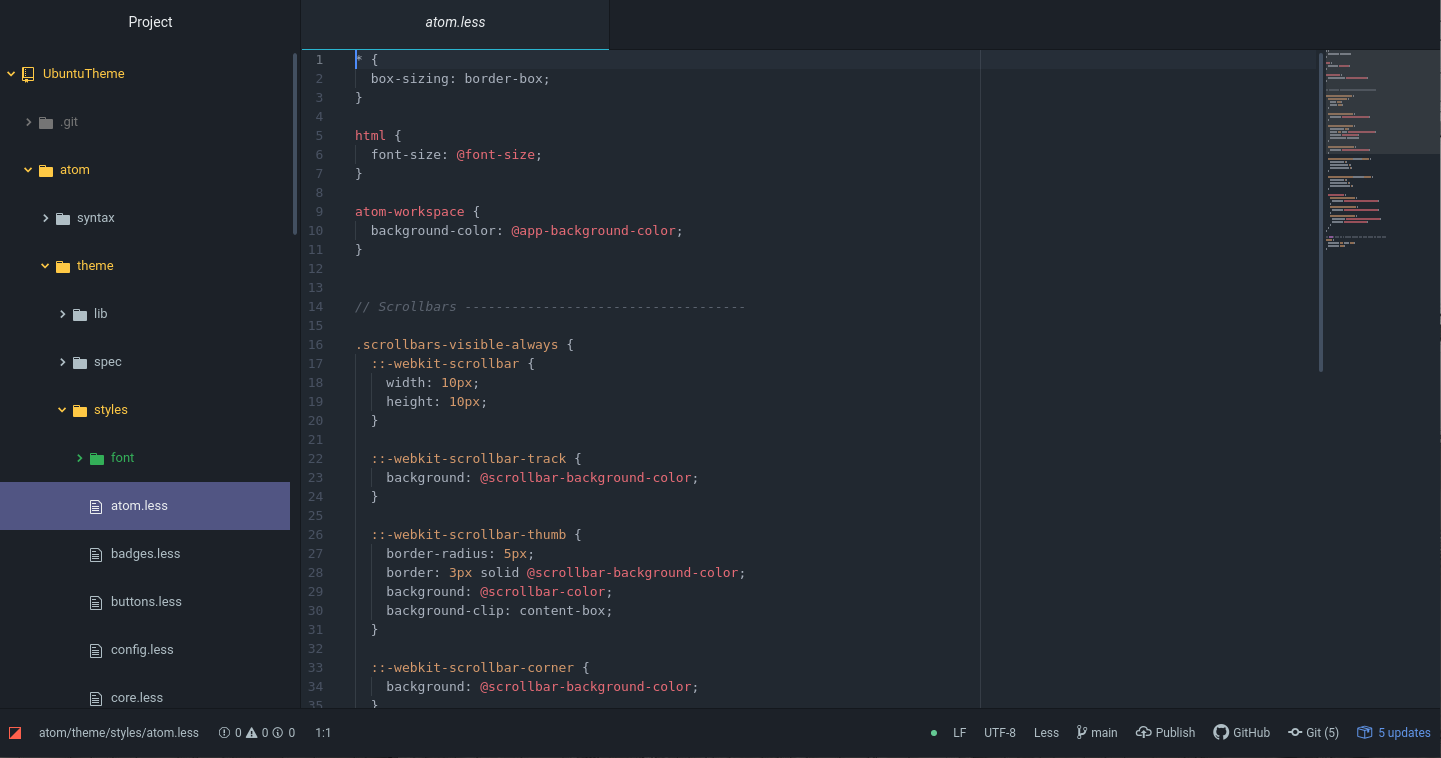 Project
UbuntuTheme
.git
atom
syntax
theme
lib
spec
styles
font
atom.less
badges.less
buttons.less
config.less
core.less
atom.less
1 * {
2   box-sizing: border-box;
3 }
4
5 html {
6   font-size: @font-size;
7 }
8
9 atom-workspace {
10   background-color: @app-background-color;
11 }
12
13
14 // Scrollbars ------------------------------------
15
16 .scrollbars-visible-always {
17   ::-webkit-scrollbar {
18     width: 10px;
19     height: 10px;
20   }
21
22   ::-webkit-scrollbar-track {
23     background: @scrollbar-background-color;
24   }
25
26   ::-webkit-scrollbar-thumb {
27     border-radius: 5px;
28     border: 3px solid @scrollbar-background-color;
29     background: @scrollbar-color;
30     background-clip: content-box;
31   }
32
33   ::-webkit-scrollbar-corner {
34     background: @scrollbar-background-color;
35   }
atom/theme/styles/atom.less 0 0 0 1:1 LF UTF-8 Less main Publish GitHub Git (5) 5 updates